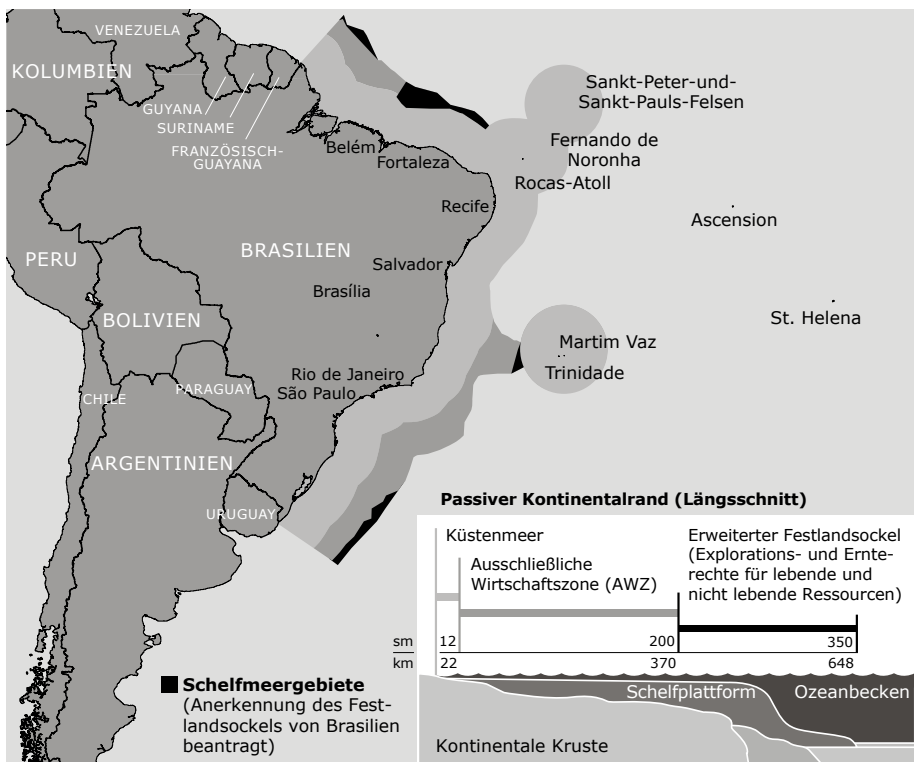 VENEZUELA
KOLUMBIEN
GUYANA
SURINAME
FRANZÖSISCH-
GUAYANA
Sankt-Peter-und-
Sankt-Pauls-Felsen
Belém
Fortaleza
Fernando de
Noronha
Rocas-Atoll
Recife
Ascension
PERU
BRASILIEN
Salvador
Brasília
BOLIVIEN
St. Helena
Martim Vaz
Trinidade
Rio de Janeiro
São Paulo
PARAGUAY
CHILE
ARGENTINIEN
URUGUAY
Passiver Kontinentalrand (Längsschnitt)
Küstenmeer
Ausschließliche
Wirtschaftszone (AWZ)
Erweiterter Festlandsockel
(Explorations- und Ernte-
rechte für lebende und
nicht lebende Ressourcen)
sm 12 200 350
km 22 370 648
Schelfplattform
Ozeanbecken
Kontinentale Kruste
Schelfmeergebiete
(Anerkennung des Fest-
landsockels von Brasilien
beantragt)